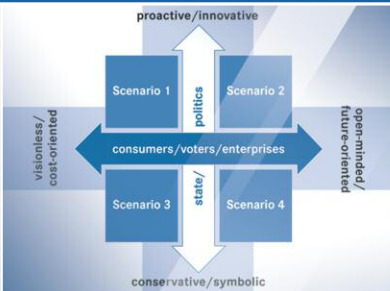 proactive/innovative
Scenario 1
Scenario 2
politics
visionless/
cost-oriented
consumers/voters/enterprises
open-minded/
future-oriented
Scenario 3
state/
Scenario 4
conservative/symbolic